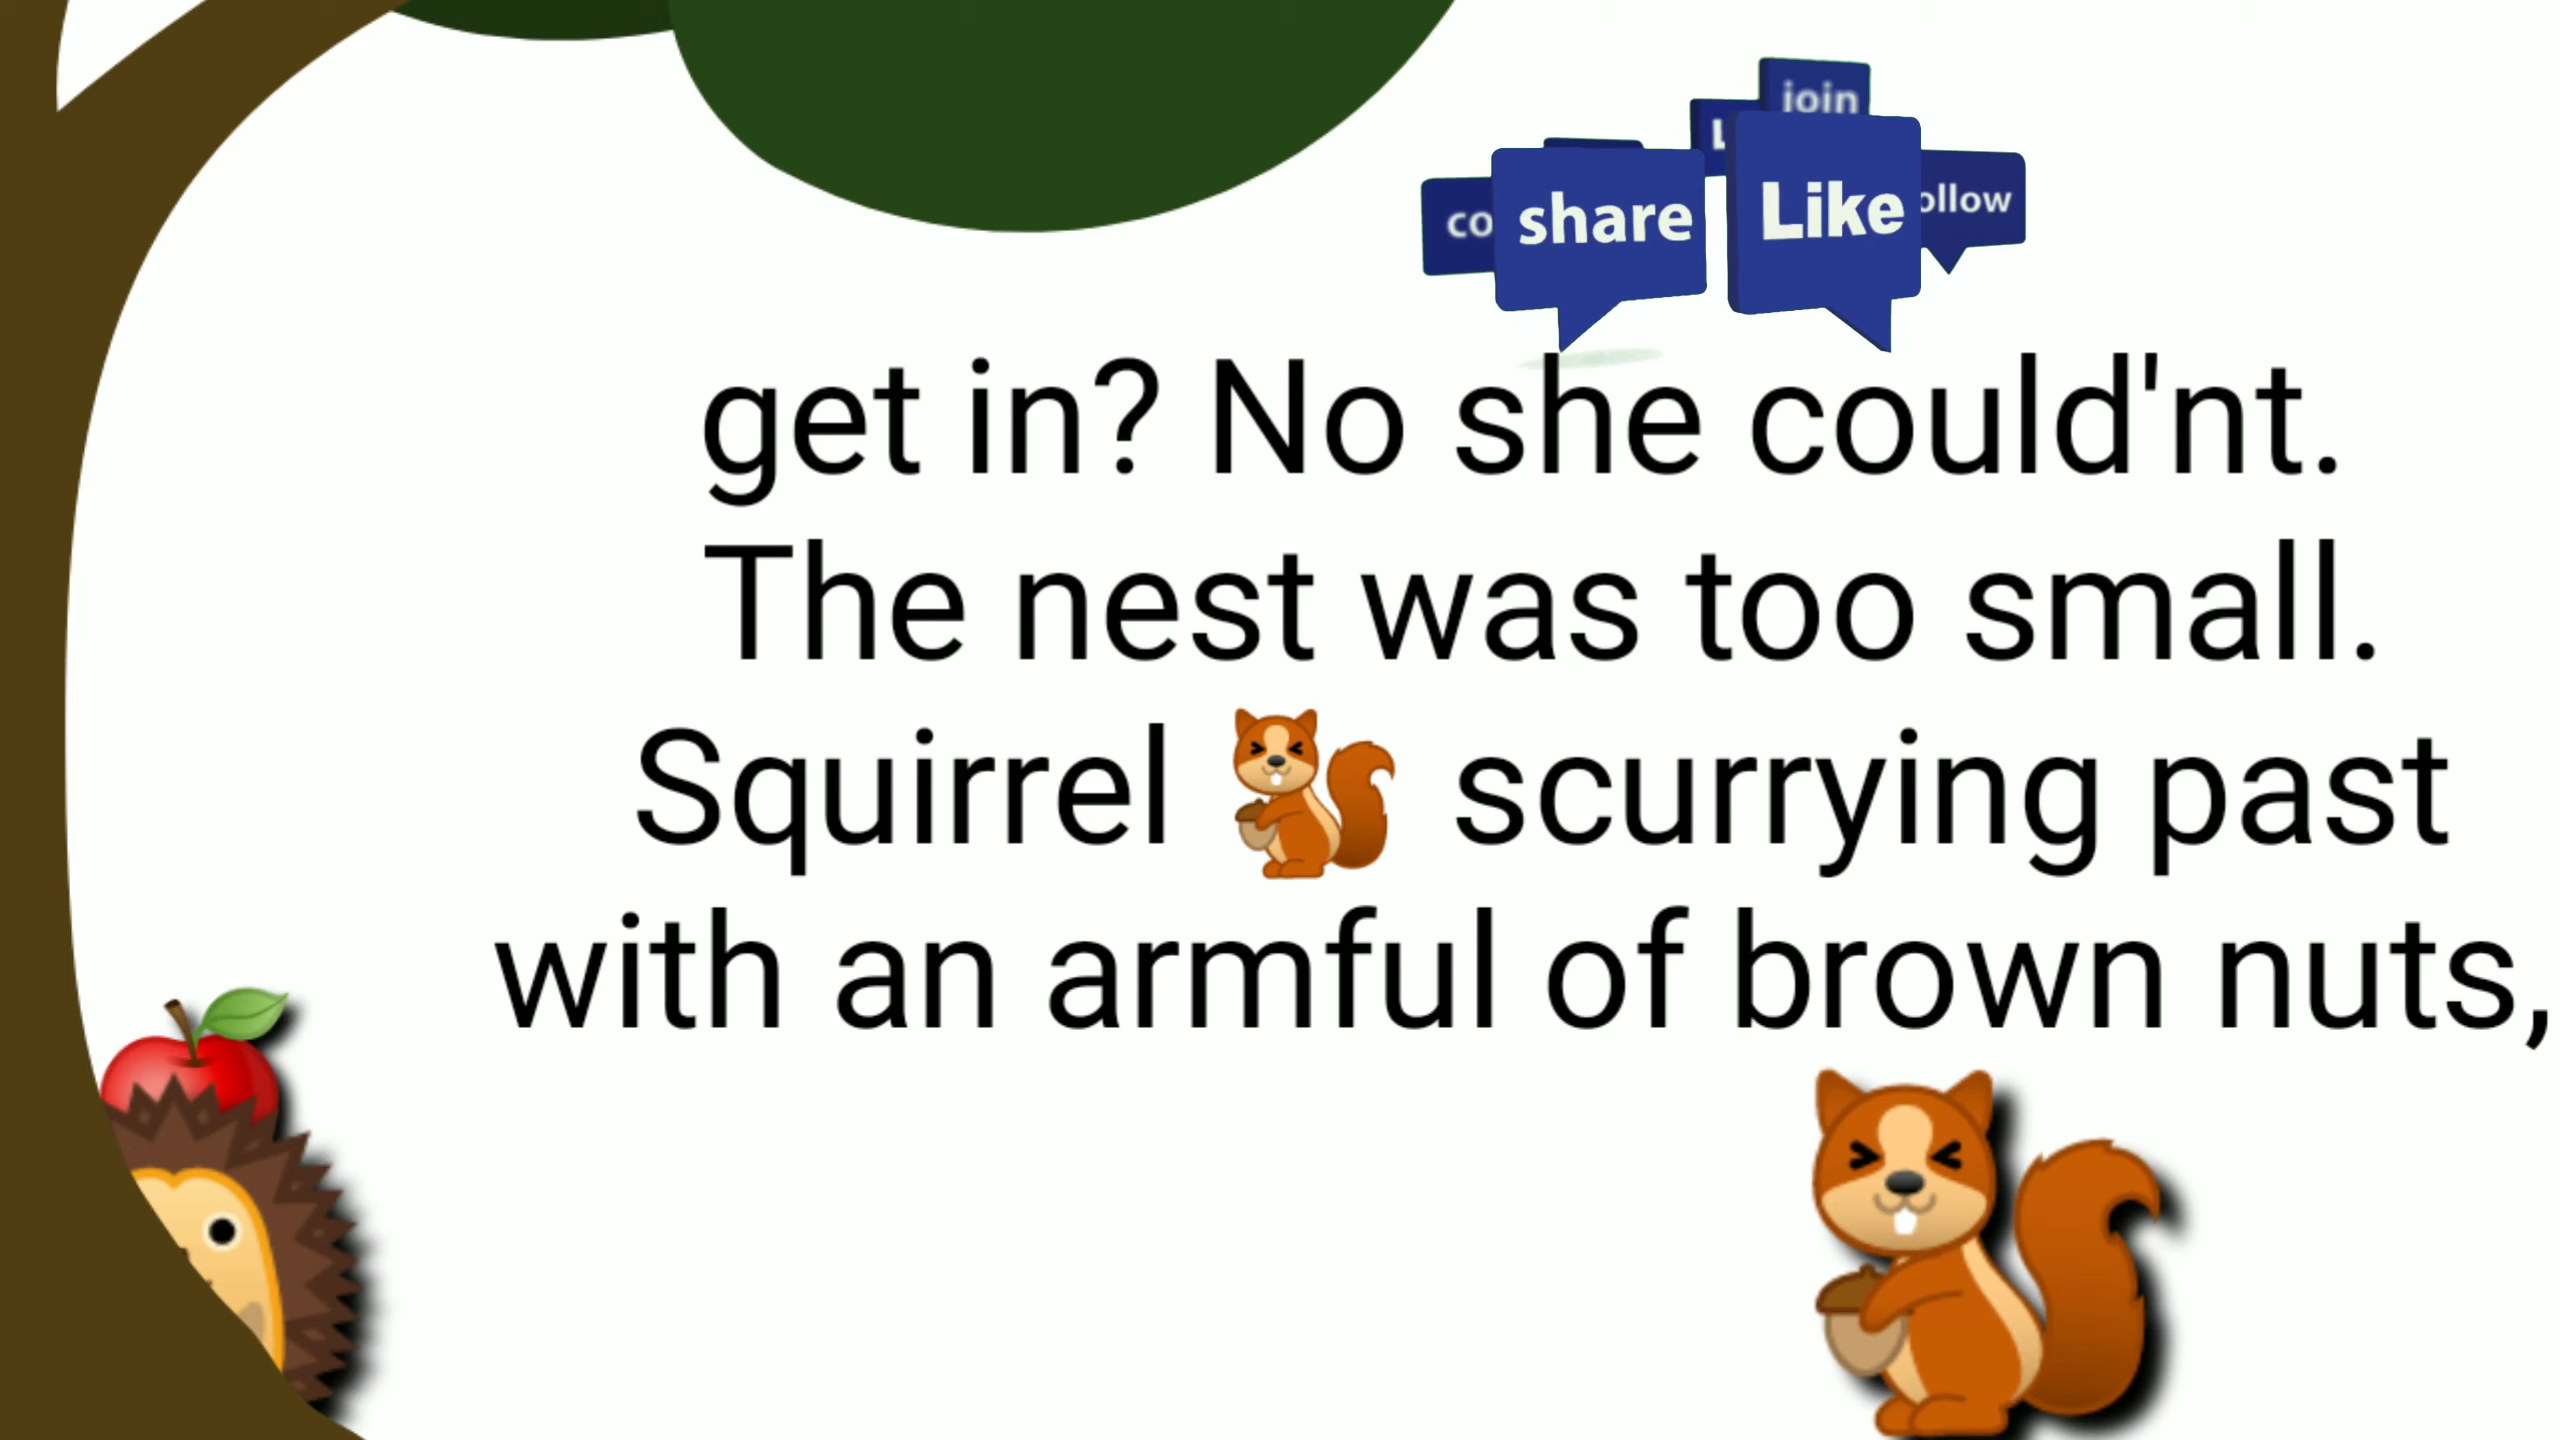 join
L
co
share
Like
ollow
get in? No she could'nt.
The nest was too small.
Squirrel 🐿️ scurrying past
with an armful of brown nuts,